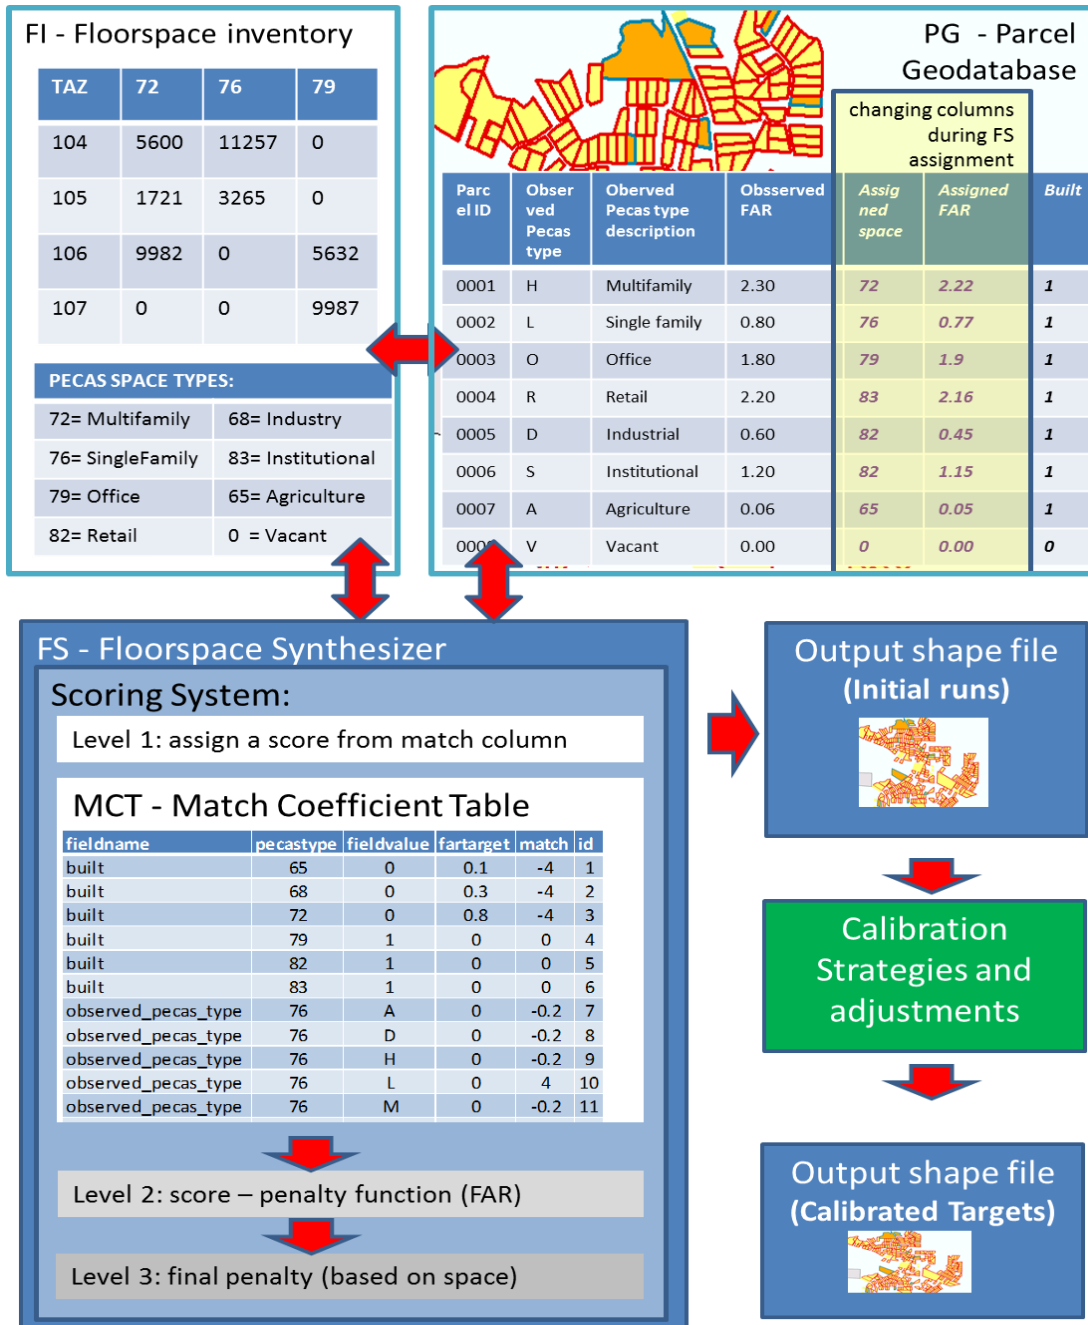 FI - Floorspace inventory
TAZ 72 76 79
104 5600 11257 0
105 1721 3265 0
106 9982 0 5632
107 0 0 9987
PECAS SPACE TYPES:
72= Multifamily 68= Industry
76= SingleFamily 83= Institutional
79= Office 65= Agriculture
82= Retail 0 = Vacant
PG - Parcel
Geodatabase
changing columns
during FS
assignment
Parc
el ID
Obser
ved
Pecas
type
Oberved
Pecas type
description
Obsserved
FAR
Assig
ned
space
Assigned
FAR
Built
0001 H Multifamily 2.30 72 2.22 1
0002 L Single family 0.80 76 0.77 1
0003 O Office 1.80 79 1.9 1
0004 R Retail 2.20 83 2.16 1
~ 0005 D Industrial 0.60 82 0.45 1
0006 S Institutional 1.20 82 1.15 1
0007 A Agriculture 0.06 65 0.05 1
V Vacant 0.00 0 0.00 0
FS - Floorspace Synthesizer
Scoring System:
Level 1: assign a score from match column
MCT - Match Coefficient Table
fieldname pecastype fieldvalue fartarget match id
built 65 0 0.1 -4 1
built 68 0 0.3 -4 2
built 72 0 0.8 -4 3
built 79 1 0 0 4
built 82 1 0 0 5
built 83 1 0 0 6
observed_pecas_type 76 A 0 -0.2 7
observed_pecas_type 76 D 0 -0.2 8
observed_pecas_type 76 H 0 -0.2 9
observed_pecas_type 76 L 0 4 10
observed_pecas_type 76 M 0 -0.2 11
Level 2: score – penalty function (FAR)
Level 3: final penalty (based on space)
Output shape file
(Initial runs)
Calibration
Strategies and
adjustments
Output shape file
(Calibrated Targets)